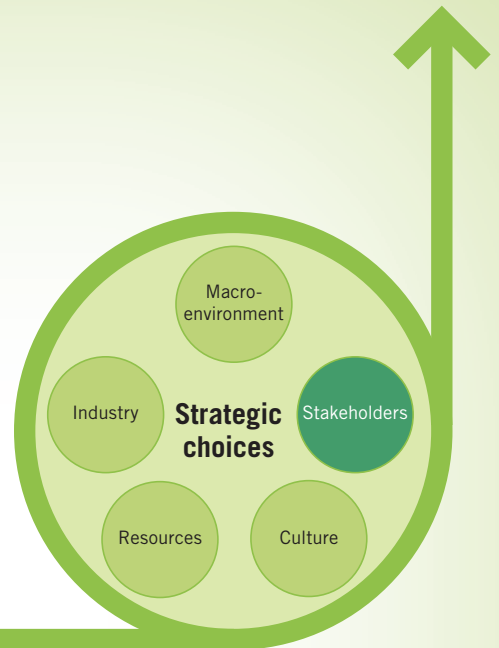 Macro-
environment
Industry
Strategic
choices
Stakeholders
Resources
Culture